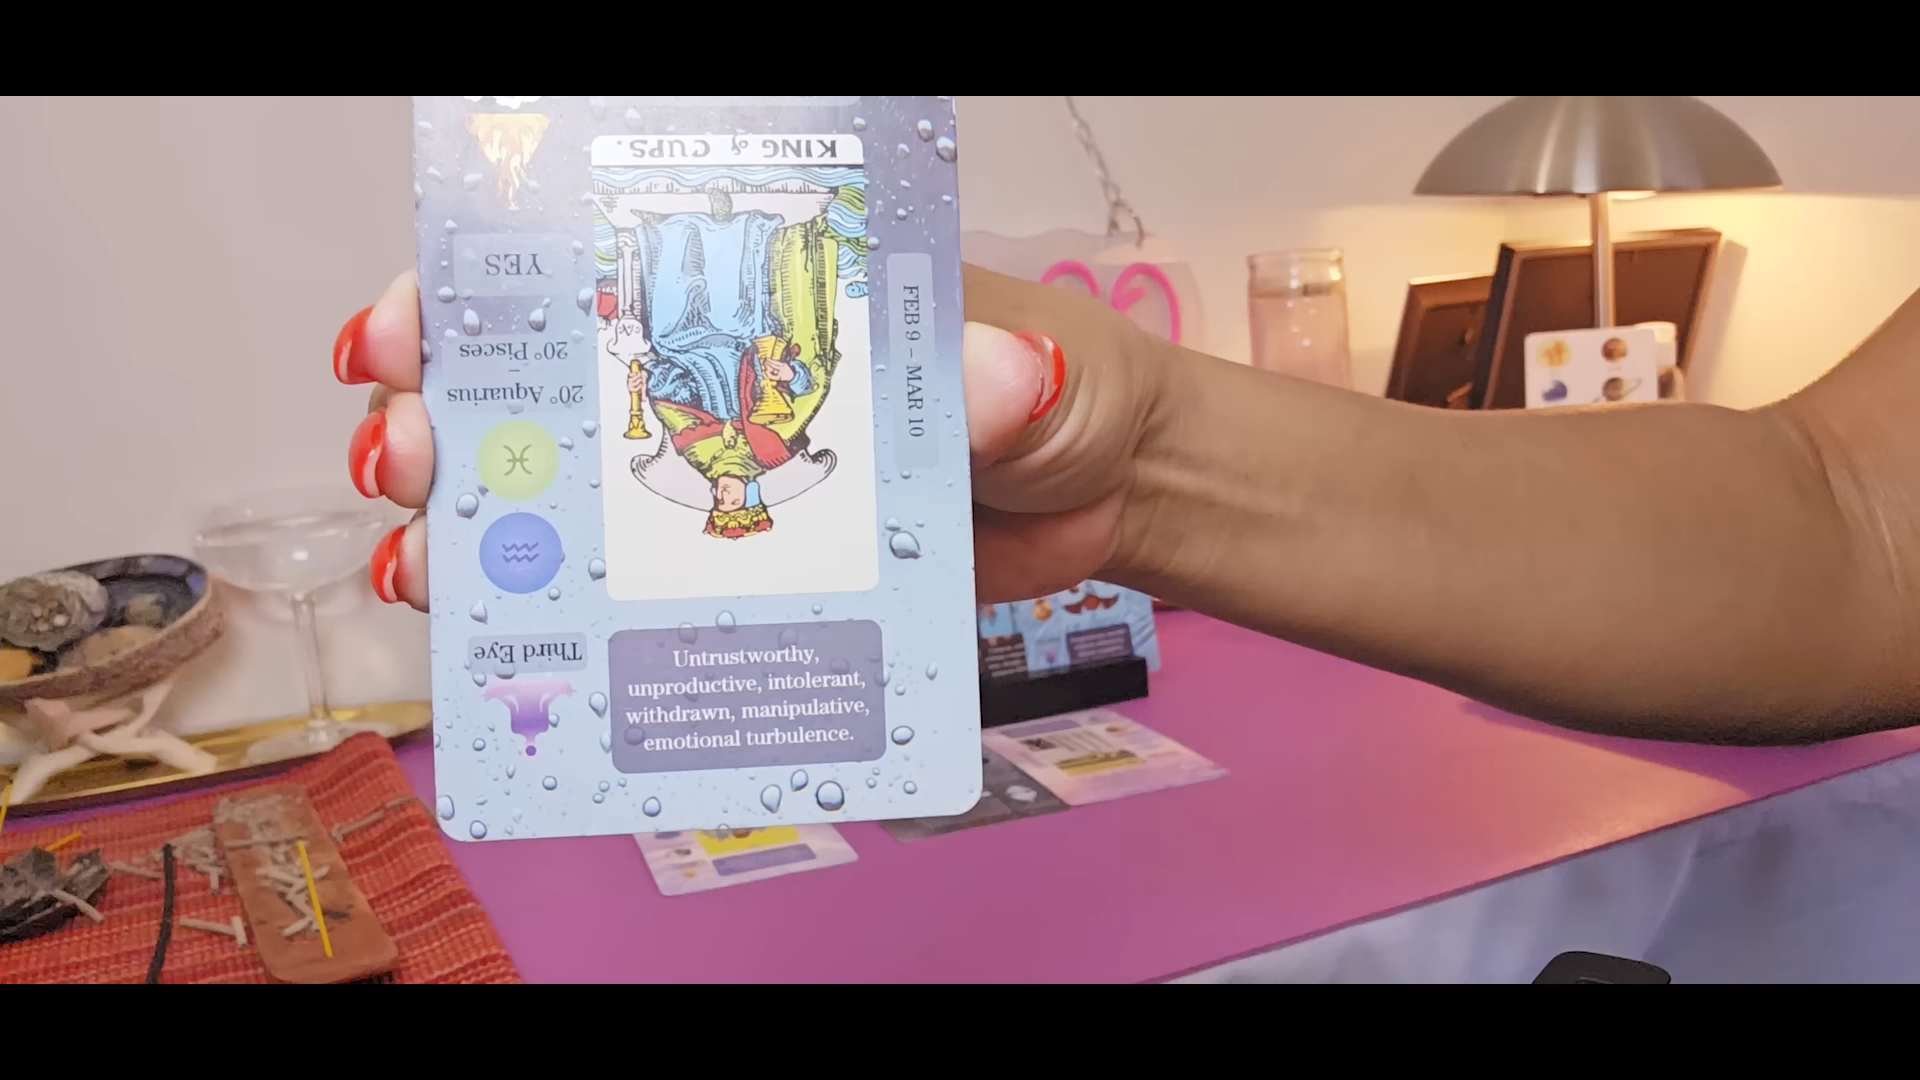 KING of CUPS.
YES
20° Pisces
–
20° Aquarius
FEB 9 – MAR 10
Third Eye
Untrustworthy,
unproductive, intolerant,
withdrawn, manipulative,
emotional turbulence.